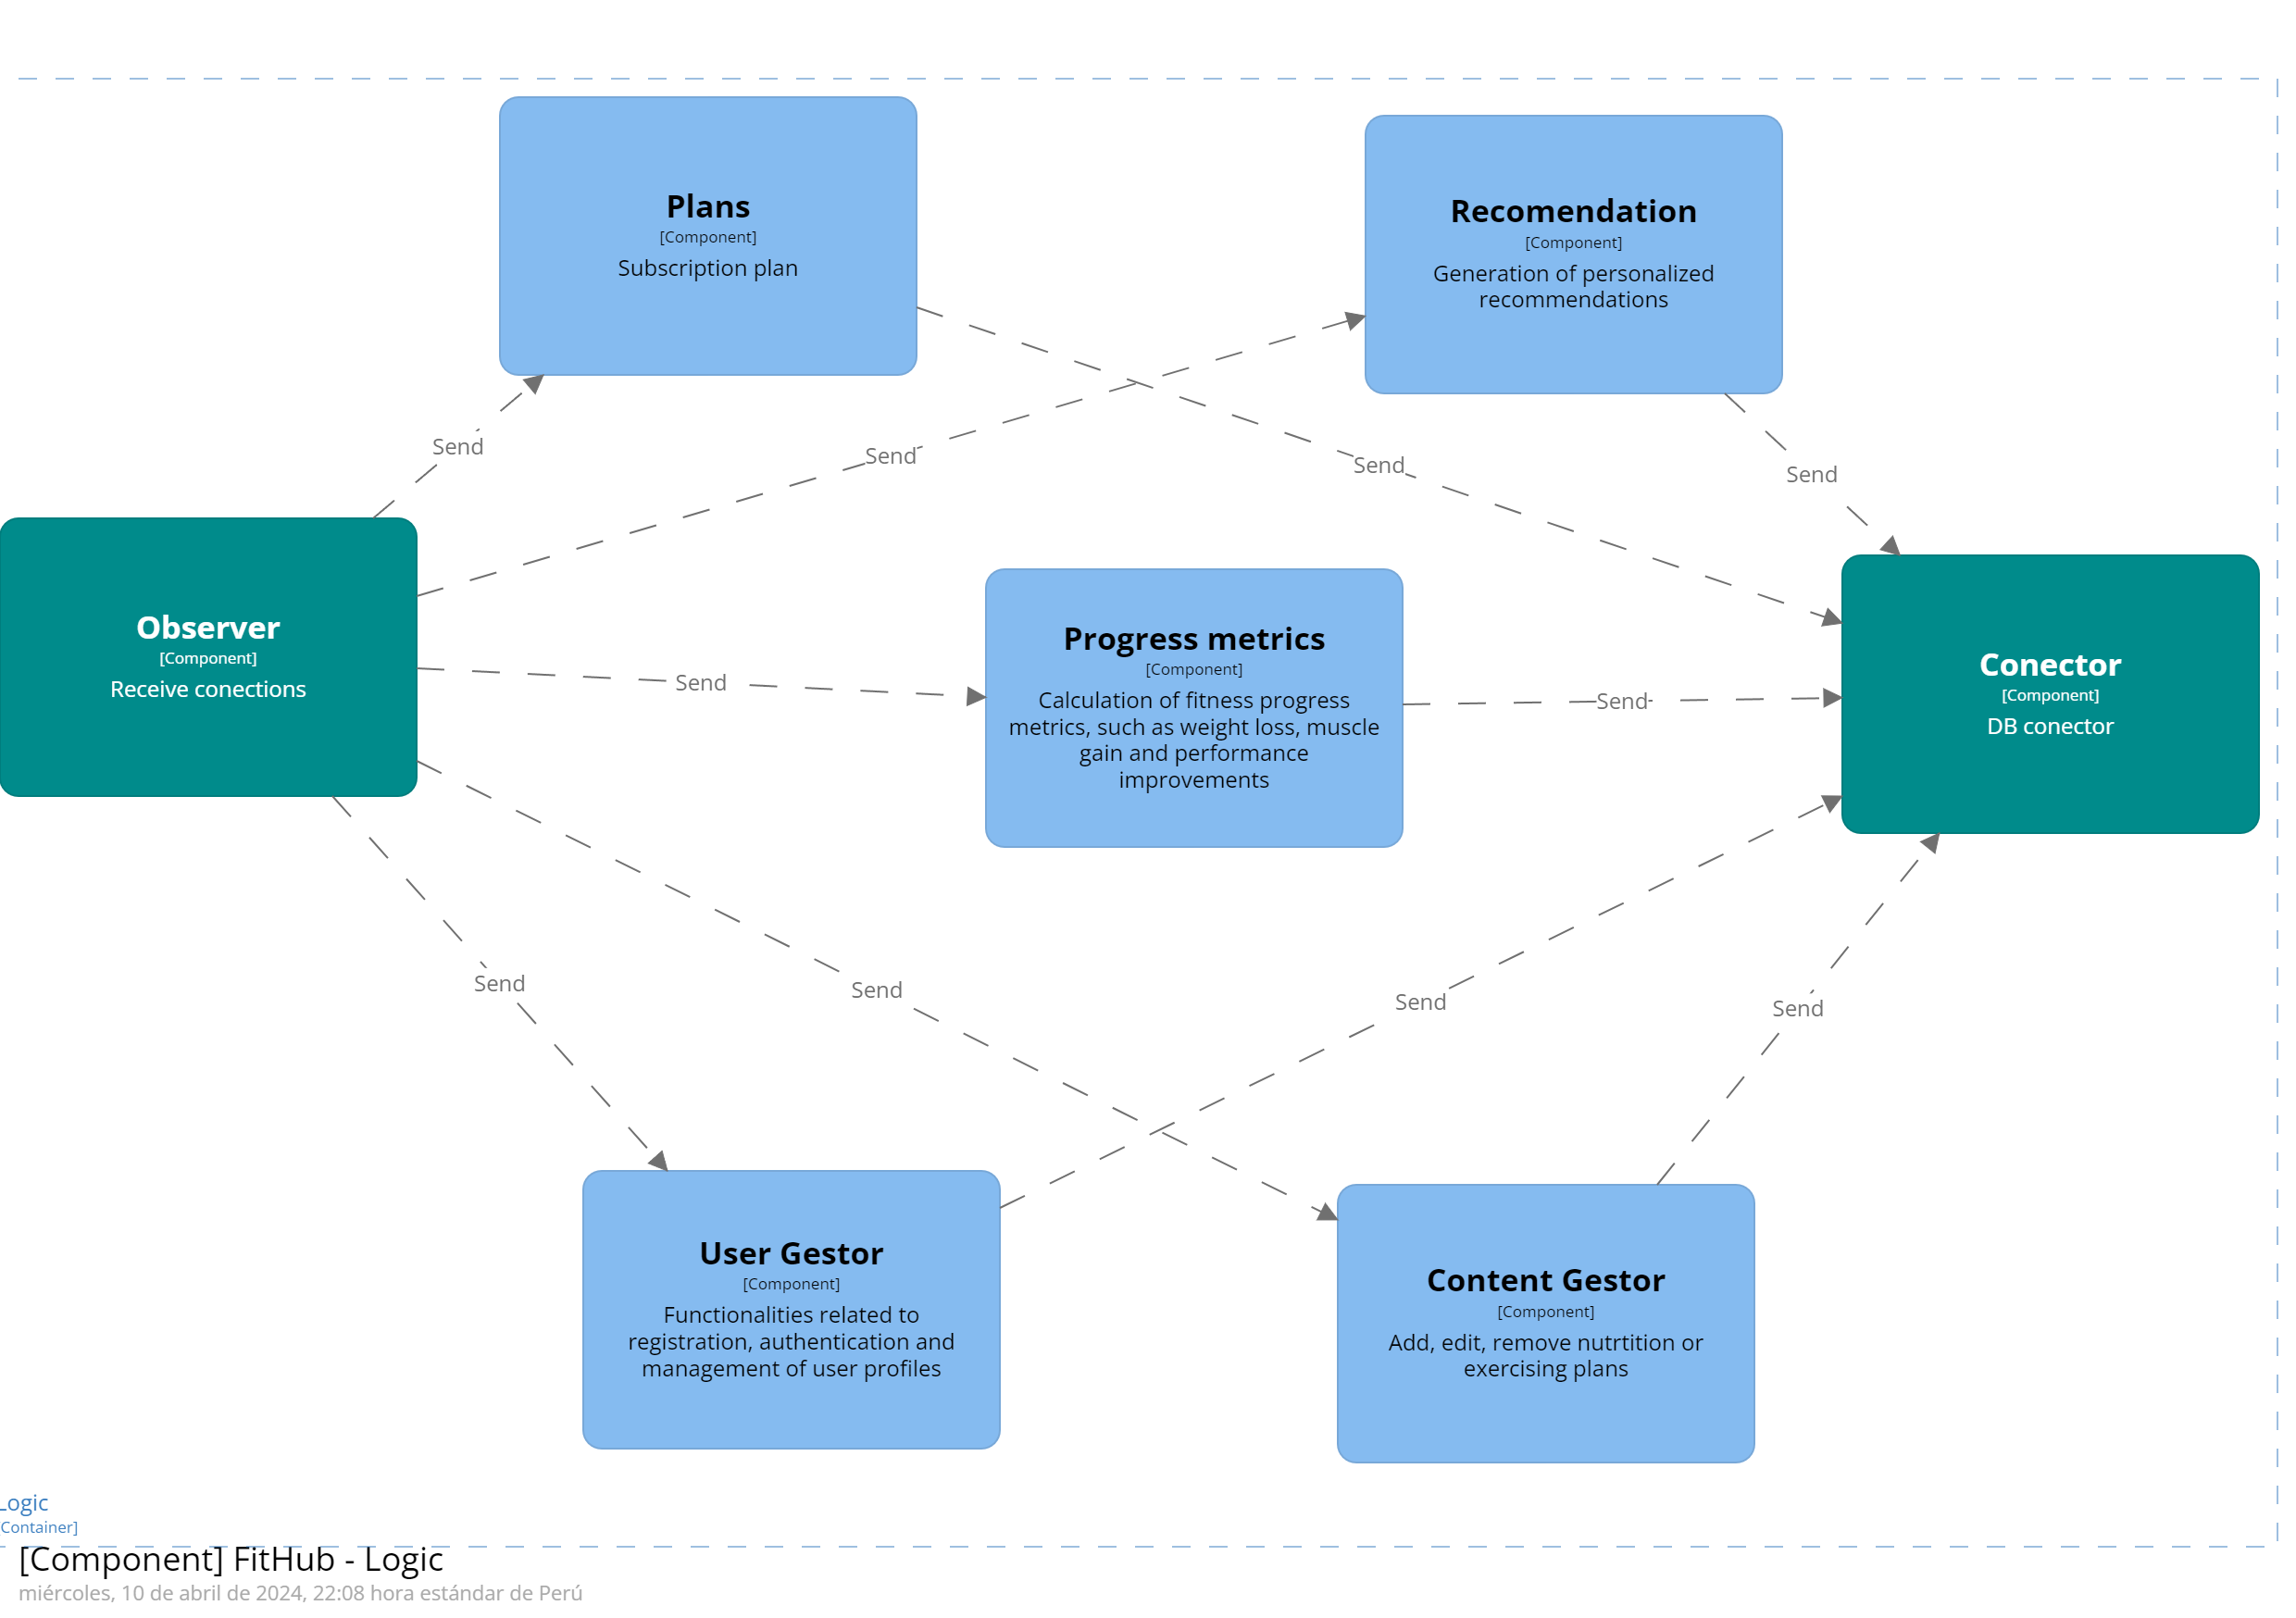 Plans
[Component]
Subscription plan
Recomendation
[Component]
Generation of personalized
recommendations
Send
Send
Send
Send
Observer
[Component]
Receive conections
Progress metrics
[Component]
Calculation of fitness progress
metrics, such as weight loss, muscle
gain and performance
improvements
Conector
[Component]
DB conector
Send
Send
Send
Send
Send
Send
User Gestor
[Component]
Functionalities related to
registration, authentication and
management of user profiles
Content Gestor
[Component]
Add, edit, remove nutrtition or
exercising plans
Logic
[Container]
[Component] FitHub - Logic
miércoles, 10 de abril de 2024, 22:08 hora estándar de Perú